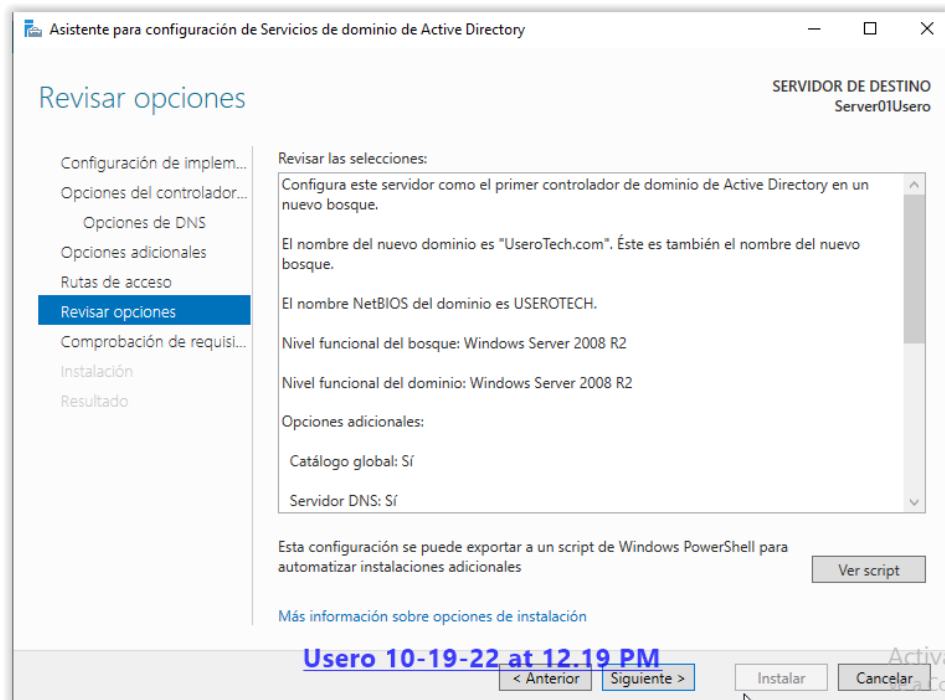 Asistente para configuración de Servicios de dominio de Active Directory
Revisar opciones
SERVIDOR DE DESTINO
Server01Usero
Configuración de implem...
Opciones del controlador...
Opciones de DNS
Opciones adicionales
Rutas de acceso
Revisar opciones
Comprobación de requisi...
Instalación
Resultado
Revisar las selecciones:
Configura este servidor como el primer controlador de dominio de Active Directory en un
nuevo bosque.
El nombre del nuevo dominio es "UseroTech.com". Éste es también el nombre del nuevo
bosque.
El nombre NetBIOS del dominio es USEROTECH.
Nivel funcional del bosque: Windows Server 2008 R2
Nivel funcional del dominio: Windows Server 2008 R2
Opciones adicionales:
Catálogo global: Sí
Servidor DNS: Sí
Esta configuración se puede exportar a un script de Windows PowerShell para
automatizar instalaciones adicionales
Ver script
Más información sobre opciones de instalación
Usero 10-19-22 at 12.19 PM
< Anterior
Siguiente >
Instalar
Cancelar